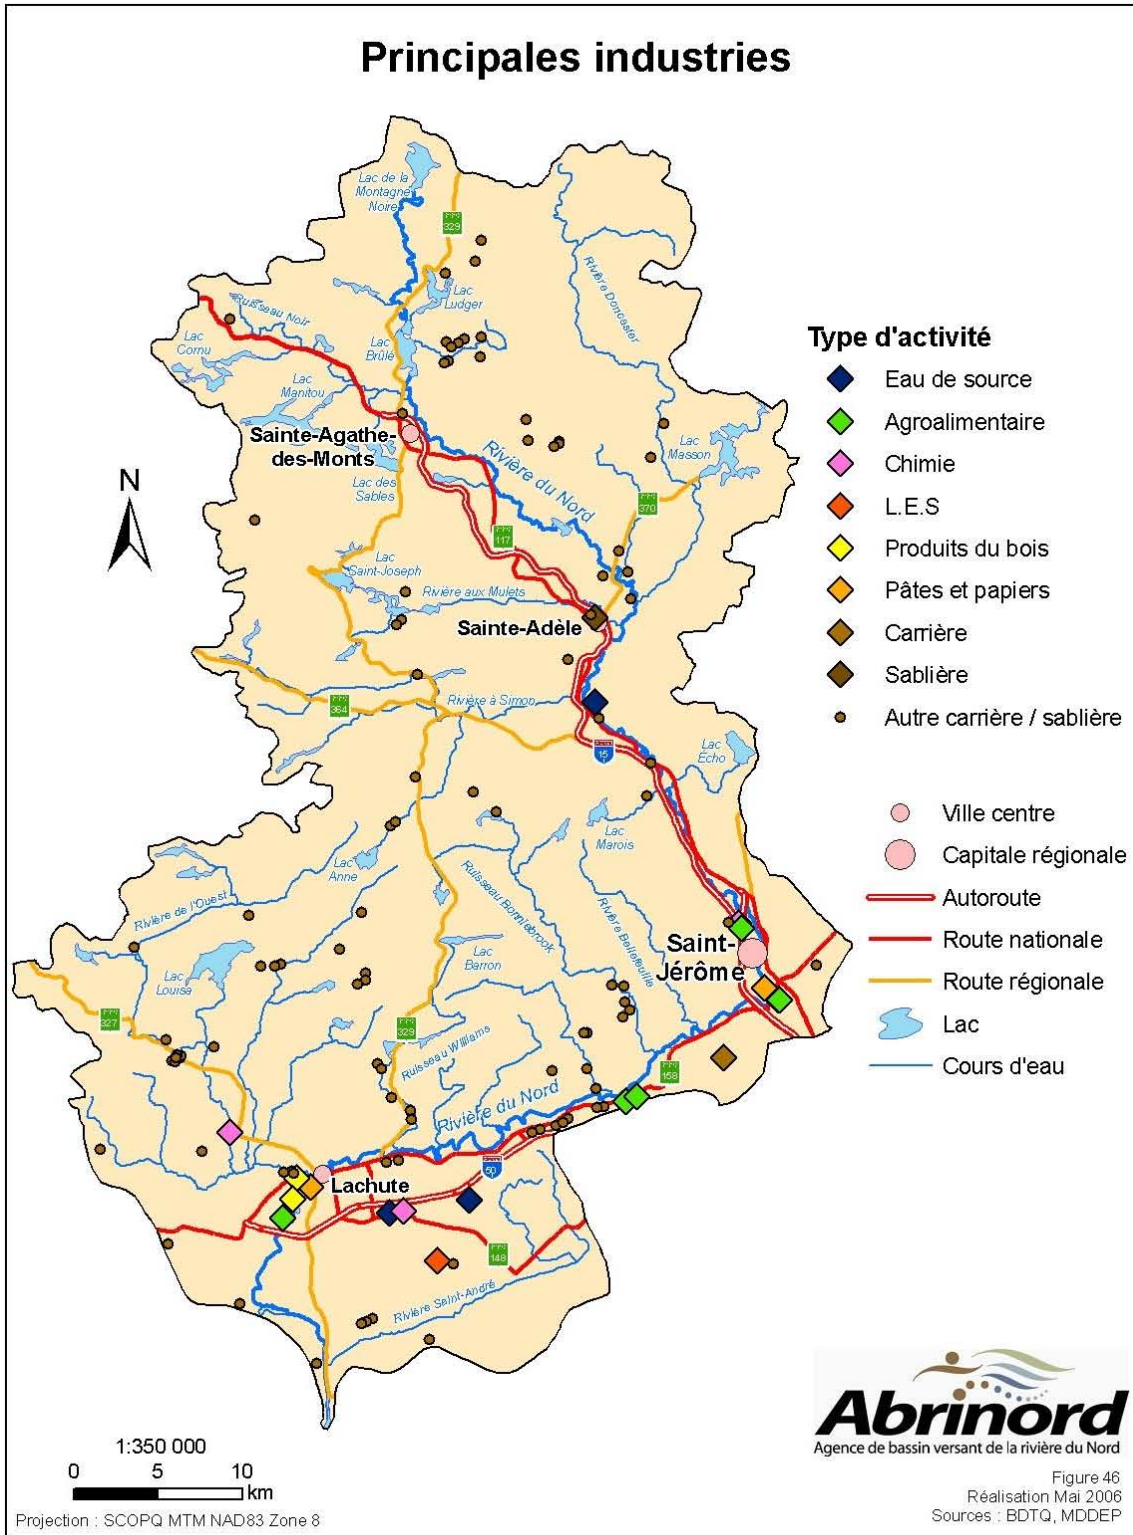 Principales industries
Lac de la
Montagne
Noire
329
Rivière Doncaster
Lac
Ludger
Ruisseau Noir
Lac
Cornu
Lac
Brûlé
Lac
Manitou
Sainte-Agathe-
des-Monts
Rivière du Nord
Lac
Masson
Lac des
Sables
370
117
N
Lac
Saint-Joseph
Rivière aux Mulets
Sainte-Adèle
Rivière à Simon
364
15
Lac
Écho
Lac
Marois
Lac
Anne
Ruisseau Bonniebrook
Rivière de l'Ouest
Rivière Bellefeuille
Lac
Barron
Saint-
Jérôme
Lac
Louisa
327
329
Ruisseau Williams
158
Rivière du Nord
50
Lachute
148
Rivière Saint-André
Type d'activité
Eau de source
Agroalimentaire
Chimie
L.E.S
Produits du bois
Pâtes et papiers
Carrière
Sablière
Autre carrière / sablière
Ville centre
Capitale régionale
Autoroute
Route nationale
Route régionale
Lac
Cours d'eau
1:350 000
0 5 10
km
Projection : SCOPQ MTM NAD83 Zone 8
Abrinord
Agence de bassin versant de la rivière du Nord
Figure 46
Réalisation Mai 2006
Sources : BDTQ, MDDEP